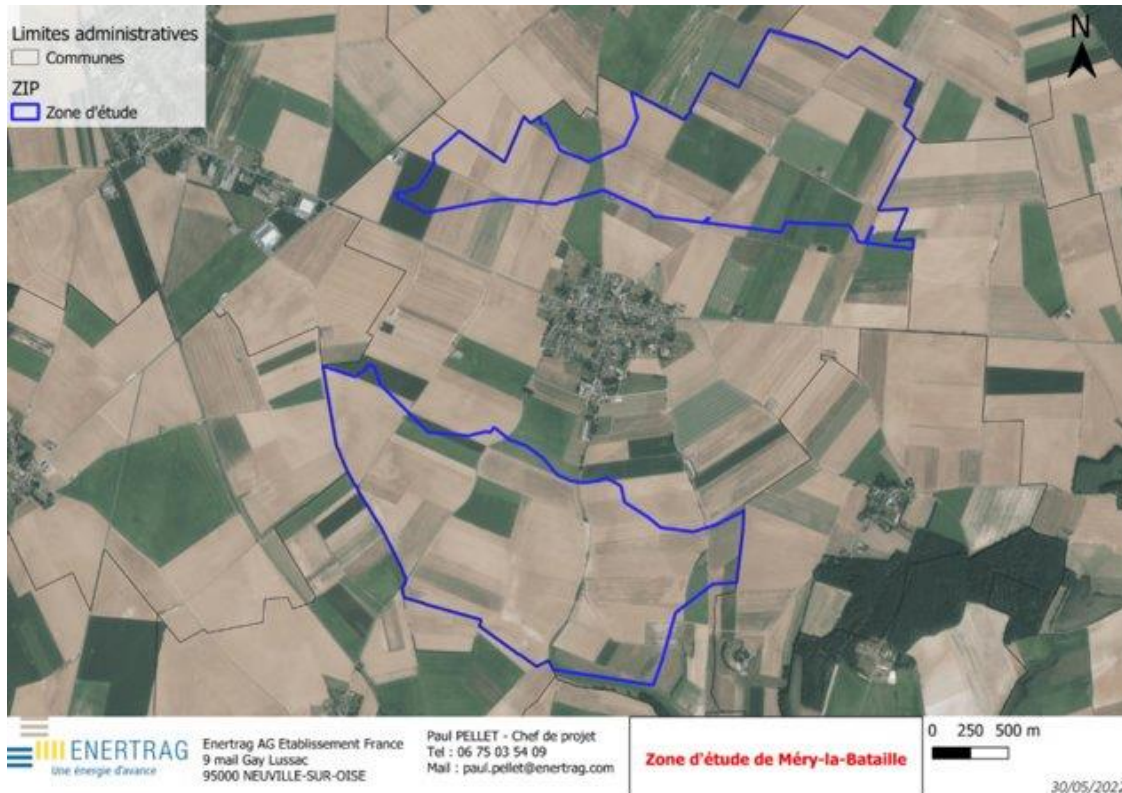 Limites administratives
Communes
ZIP
Zone d'étude
N
ENERTRAG
Une énergie d'avance
Enertrag AG Etablissement France
9 mail Gay Lussac
95000 NEUVILLE-SUR-OISE
Paul PELLET - Chef de projet
Tel : 06 75 03 54 09
Mail : paul.pellet@enertrag.com
Zone d'étude de Méry-la-Bataille
0 250 500 m
30/05/2022